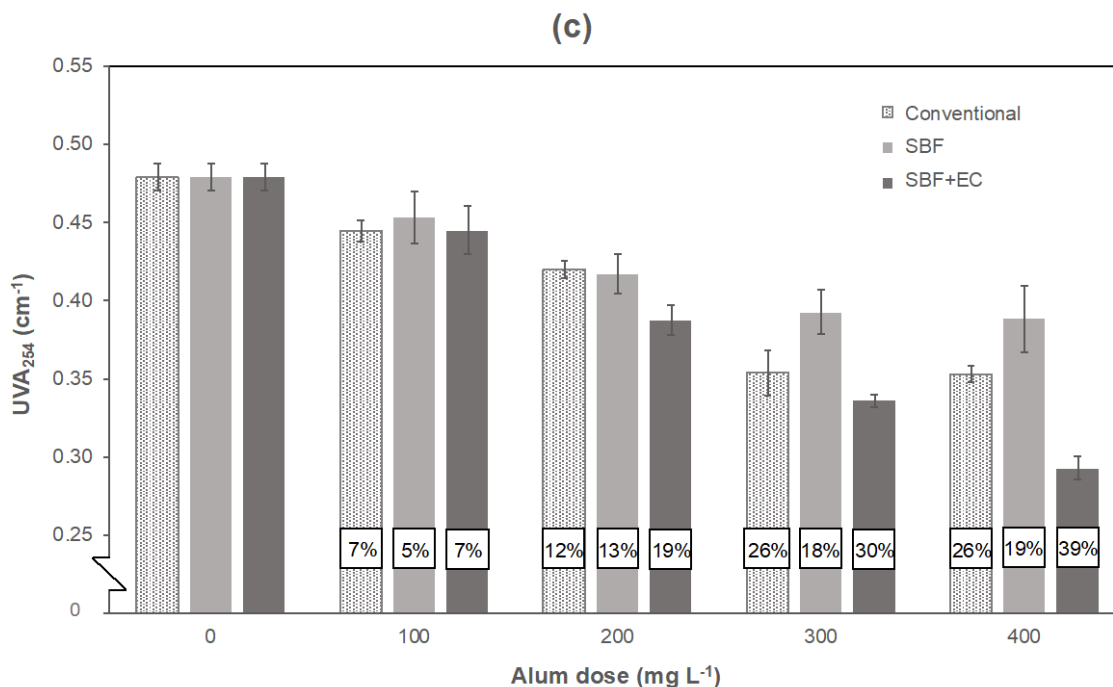 (c)
0.55
0.50
0.45
0.40
0.35
0.30
0.25
0
UVA254 (cm-1)
Conventional
SBF
SBF+EC
7% 5% 7% 12% 13% 19% 26% 18% 30% 26% 19% 39%
0 100 200 300 400
Alum dose (mg L-1)